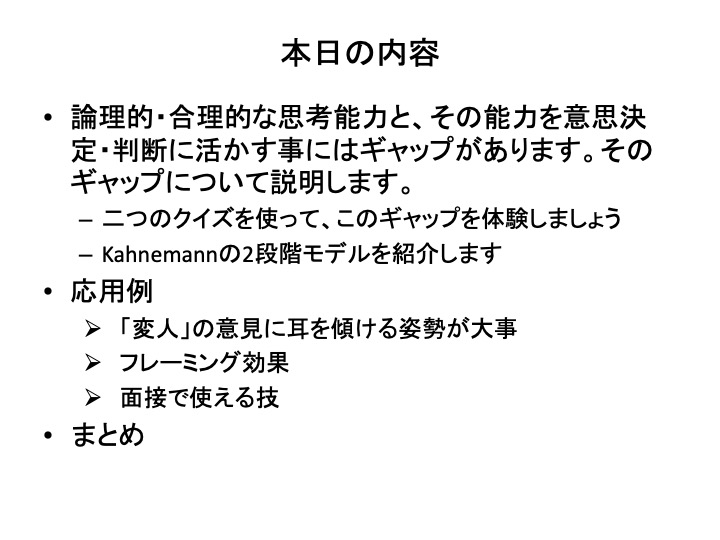 本日の内容
• 論理的・合理的な思考能力と、その能力を意思決
定・判断に活かす事にはギャップがあります。その
ギャップについて説明します。
– 二つのクイズを使って、このギャップを体験しましょう
– Kahnemannの2段階モデルを紹介します
• 応用例
➢ 「変人」の意見に耳を傾ける姿勢が大事
➢ フレーミング効果
➢ 面接で使える技
• まとめ